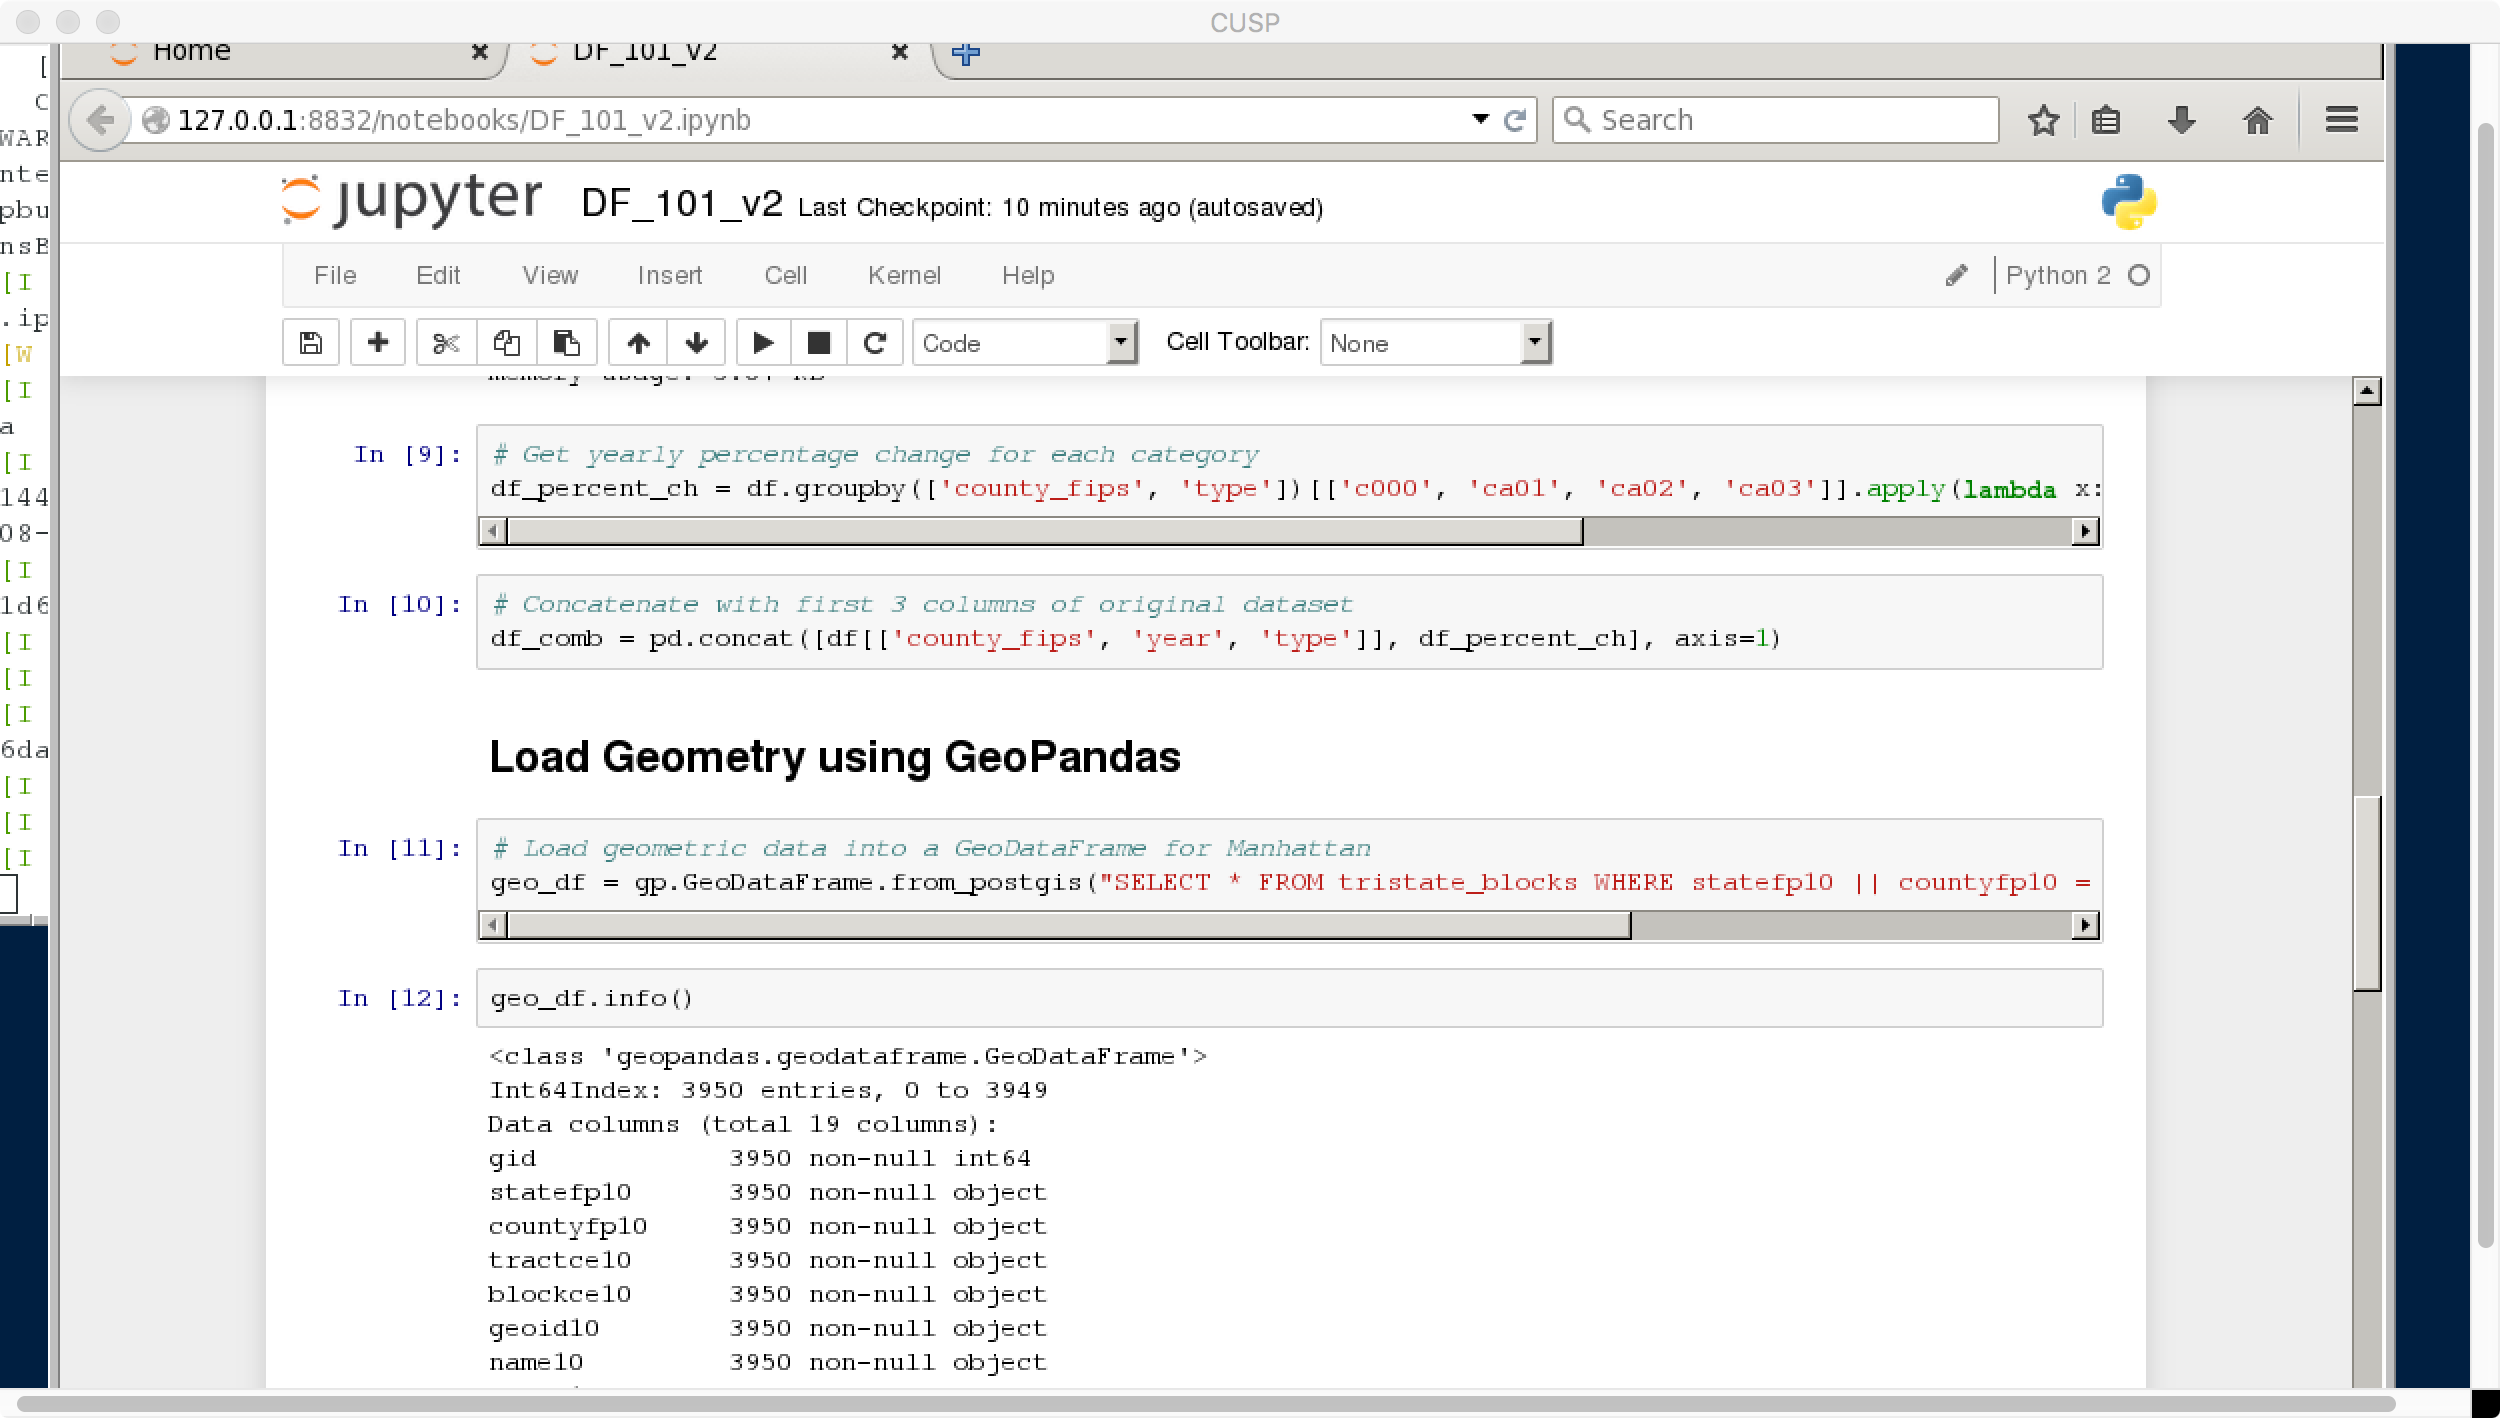 CUSP
Home
DF_101_v2
127.0.0.1:8832/notebooks/DF_101_v2.ipynb
Search
jupyter DF_101_v2 Last Checkpoint: 10 minutes ago (autosaved)
File Edit View Insert Cell Kernel Help
Python 2
Code
Cell Toolbar: None
[
C
WAR
nte
pbu
nsB
[I
.ip
[W
[I
a
[I
144
08-
[I
1d6
[I
[I
[I
6da
[I
[I
[I
memory usage:
In [9]: # Get yearly percentage change for each category
df_percent_ch = df.groupby(['county_fips', 'type'])[['c000', 'ca01', 'ca02', 'ca03']].apply(lambda x:
In [10]: # Concatenate with first 3 columns of original dataset
df_comb = pd.concat([df[['county_fips', 'year', 'type']], df_percent_ch], axis=1)
Load Geometry using GeoPandas
In [11]: # Load geometric data into a GeoDataFrame for Manhattan
geo_df = gp.GeoDataFrame.from_postgis("SELECT * FROM tristate_blocks WHERE statefp10 || countyfp10 =
In [12]: geo_df.info()
<class 'geopandas.geodataframe.GeoDataFrame'>
Int64Index: 3950 entries, 0 to 3949
Data columns (total 19 columns):
gid 3950 non-null int64
statefp10 3950 non-null object
countyfp10 3950 non-null object
tractce10 3950 non-null object
blockce10 3950 non-null object
geoid10 3950 non-null object
name10 3950 non-null object